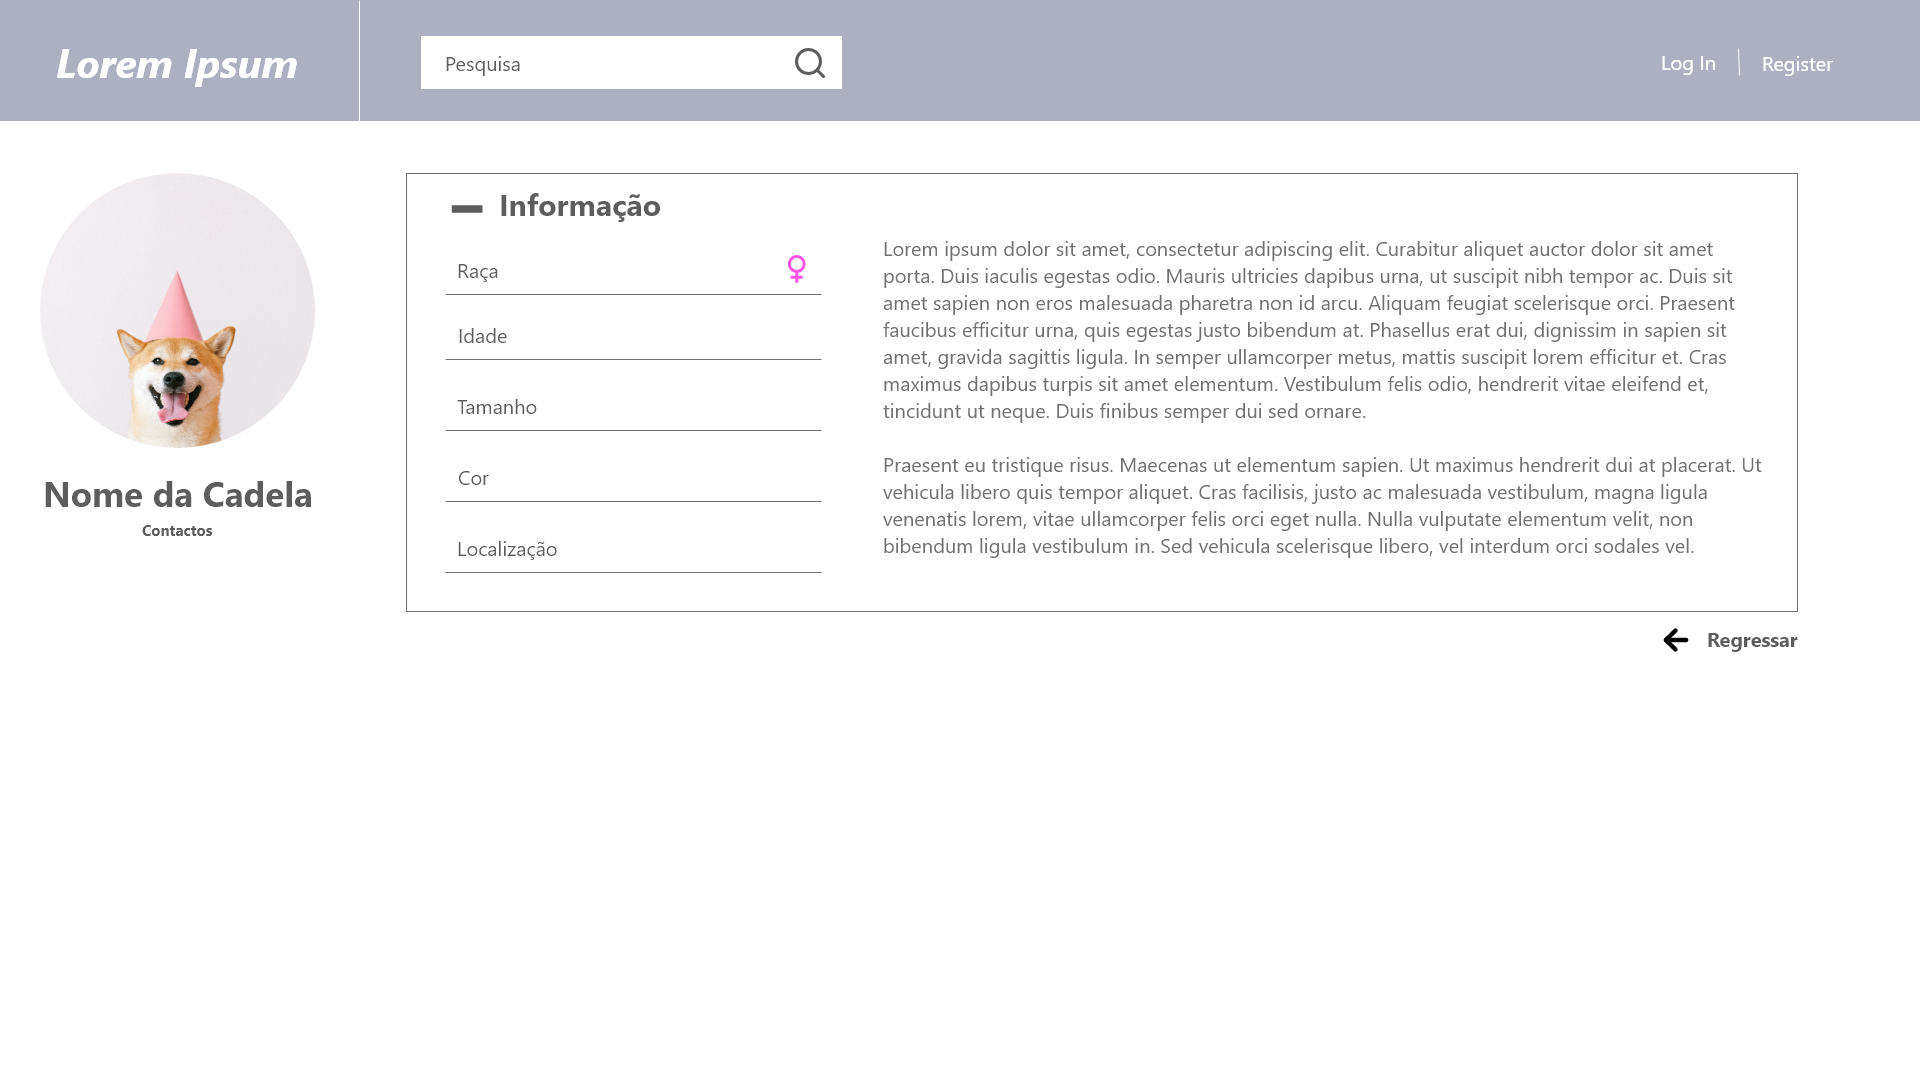 Lorem Ipsum
Pesquisa
Log In
Register
Nome da Cadela
Contactos
Informação
Raça
Idade
Tamanho
Cor
Localização
Lorem ipsum dolor sit amet, consectetur adipiscing elit. Curabitur aliquet auctor dolor sit amet
porta. Duis iaculis egestas odio. Mauris ultricies dapibus urna, ut suscipit nibh tempor ac. Duis sit
amet sapien non eros malesuada pharetra non id arcu. Aliquam feugiat scelerisque orci. Praesent
faucibus efficitur urna, quis egestas justo bibendum at. Phasellus erat dui, dignissim in sapien sit
amet, gravida sagittis ligula. In semper ullamcorper metus, mattis suscipit lorem efficitur et. Cras
maximus dapibus turpis sit amet elementum. Vestibulum felis odio, hendrerit vitae eleifend et,
tincidunt ut neque. Duis finibus semper dui sed ornare.
Praesent eu tristique risus. Maecenas ut elementum sapien. Ut maximus hendrerit dui at placerat. Ut
vehicula libero quis tempor aliquet. Cras facilisis, justo ac malesuada vestibulum, magna ligula
venenatis lorem, vitae ullamcorper felis orci eget nulla. Nulla vulputate elementum velit, non
bibendum ligula vestibulum in. Sed vehicula scelerisque libero, vel interdum orci sodales vel.
Regressar